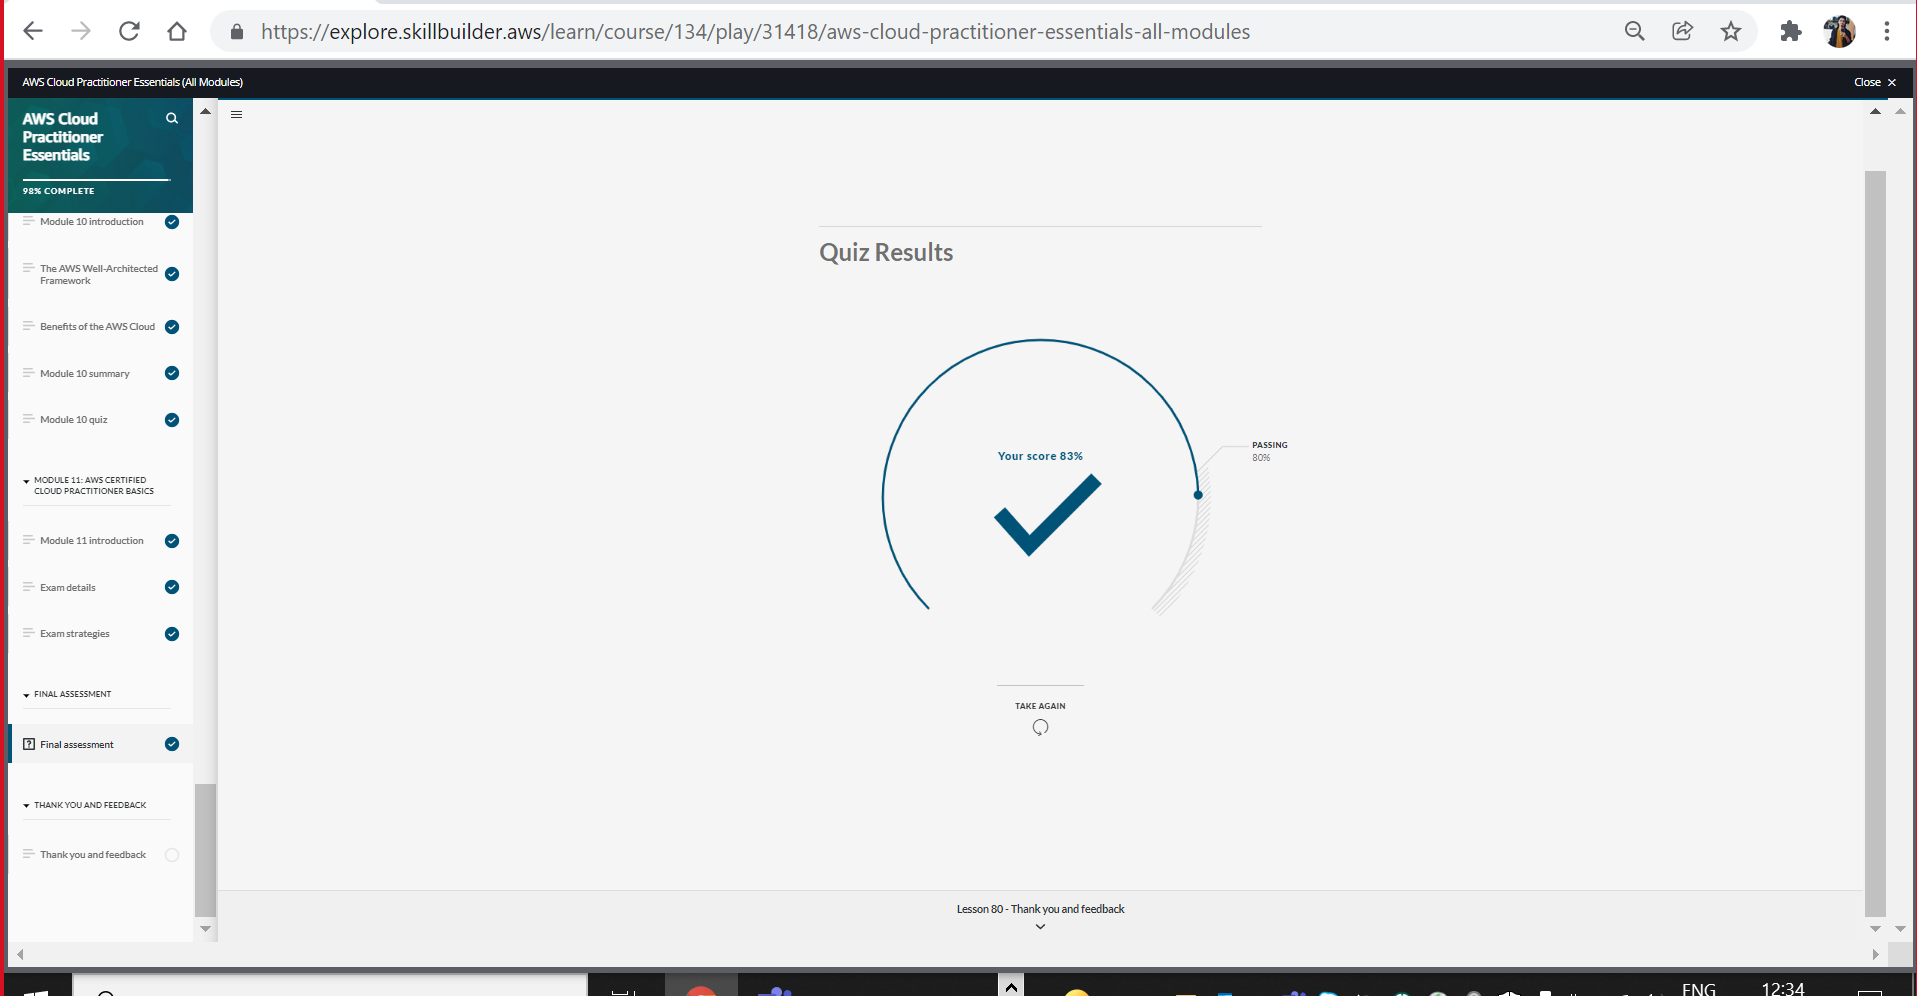 https://explore.skillbuilder.aws/learn/course/134/play/31418/aws-cloud-practitioner-essentials-all-modules
AWS Cloud Practitioner Essentials (All Modules)
Close ×
AWS Cloud
Practitioner
Essentials
98% COMPLETE
Module 10 introduction
The AWS Well-Architected
Framework
Benefits of the AWS Cloud
Module 10 summary
Module 10 quiz
MODULE 11: AWS CERTIFIED
CLOUD PRACTITIONER BASICS
Module 11 introduction
Exam details
Exam strategies
FINAL ASSESSMENT
Final assessment
THANK YOU AND FEEDBACK
Thank you and feedback
Quiz Results
Your score 83%
PASSING
80%
TAKE AGAIN
Lesson 80 - Thank you and feedback
ENG
12:34